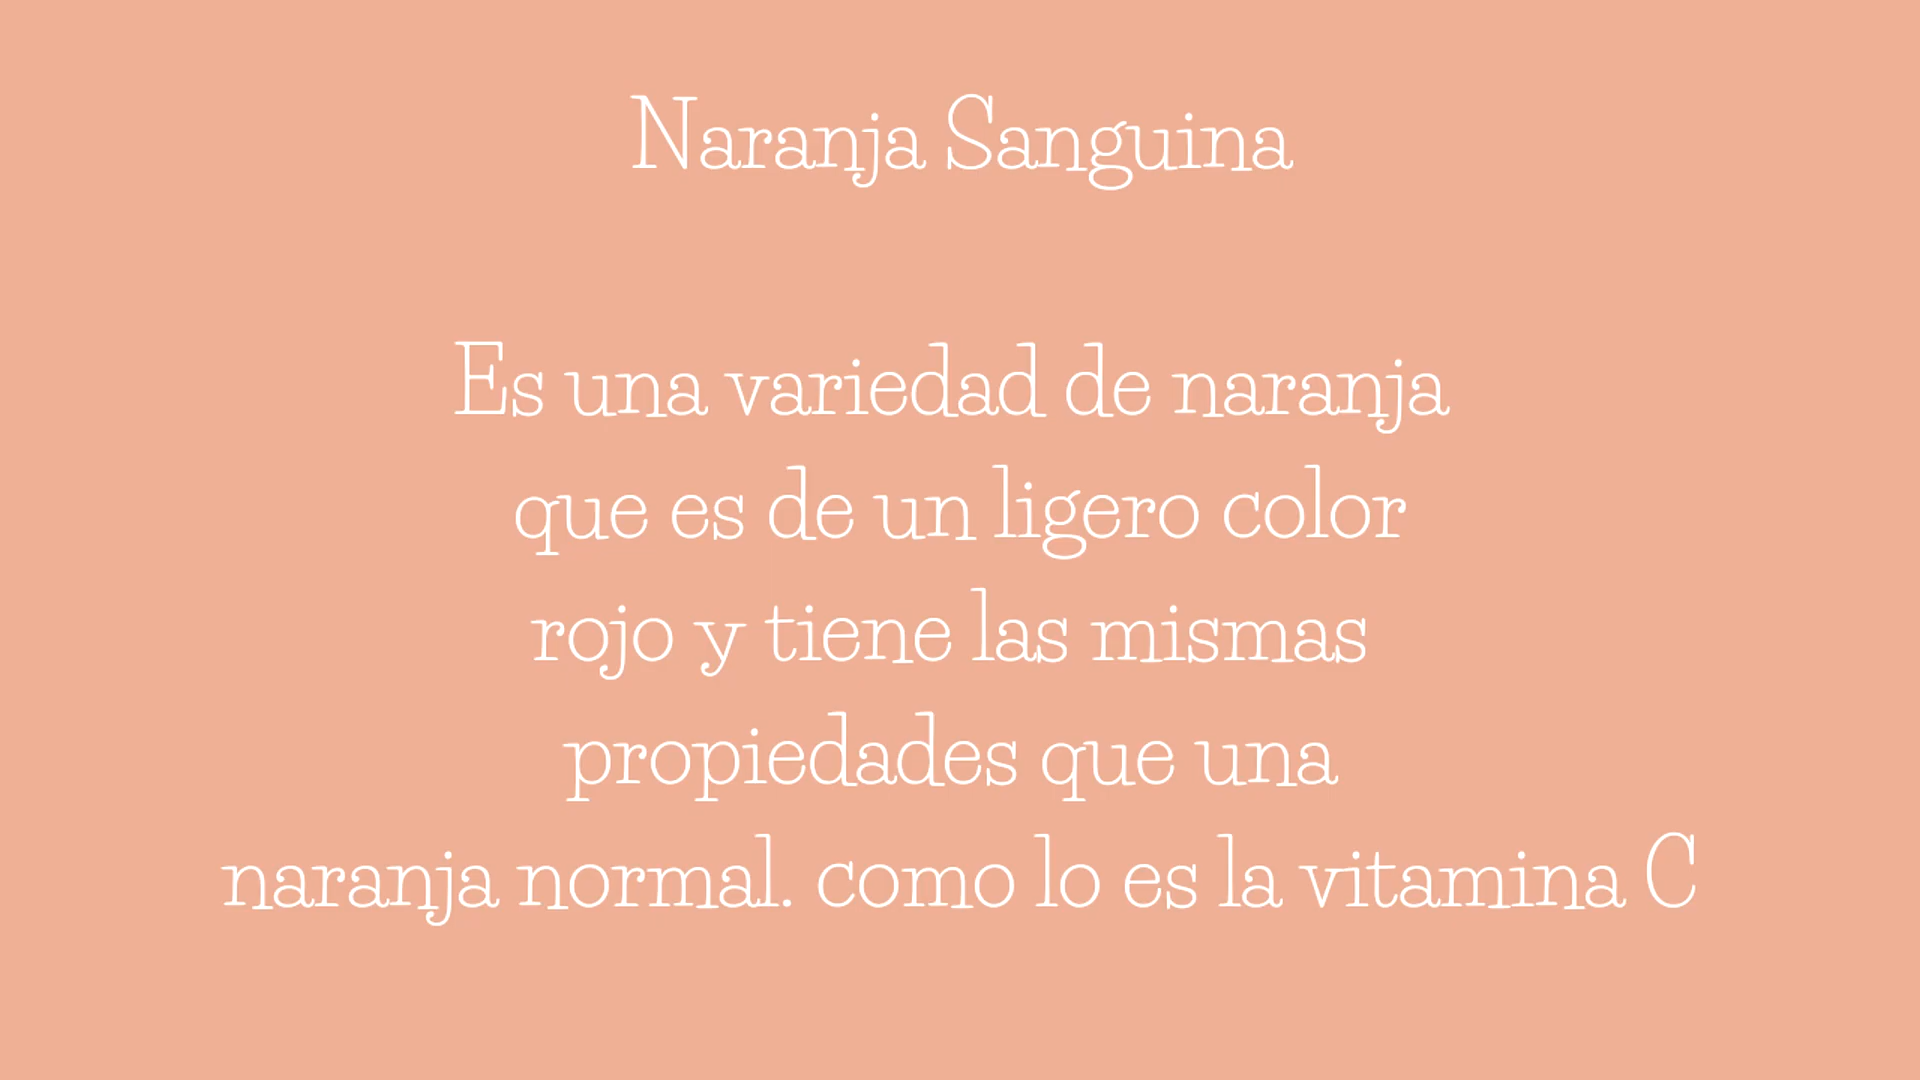 Naranja Sanguina
Es una variedad de naranja
que es de un ligero color
rojo y tiene las mismas
propiedades que una
naranja normal. como lo es la vitamina C